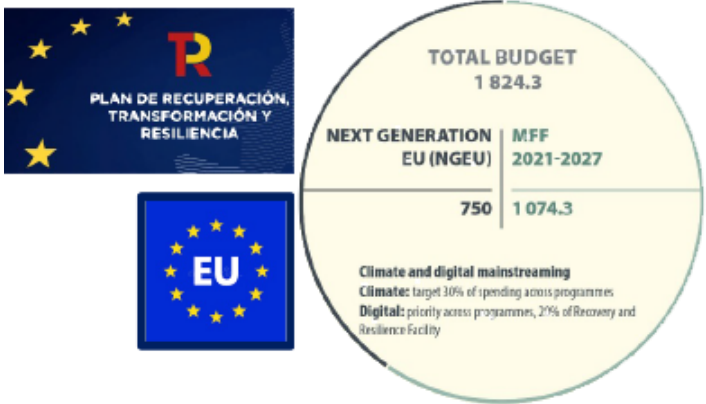 PLAN DE RECUPERACIÓN,
TRANSFORMACIÓN Y
RESILIENCIA
EU
TOTAL BUDGET
1 824.3
NEXT GENERATION
EU (NGEU)
750
MFF
2021-2027
1 074.3
Climate and digital mainstreaming
Climate: target 30% of spending across programmes
Digital: priority across programmes, 20% of Recovery and
Resilience Facility